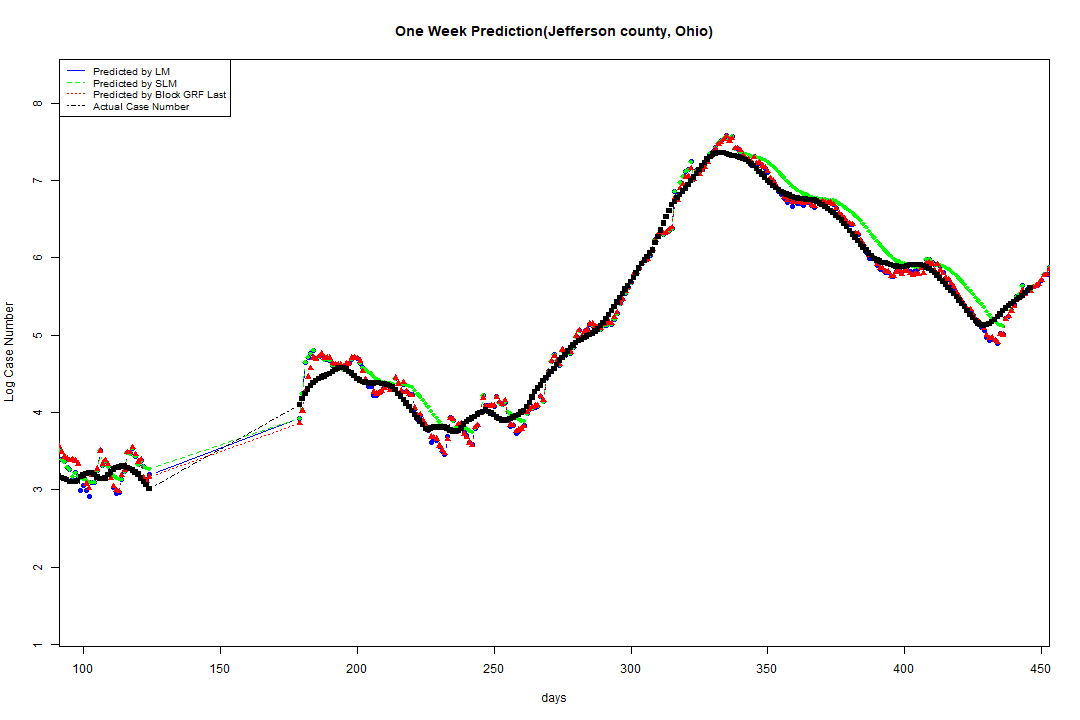 One Week Prediction(Jefferson county, Ohio)
Predicted by LM
Predicted by SLM
Predicted by Block GRF Last
Actual Case Number
Log Case Number
8
7
6
5
4
3
2
1
100 150 200 250 300 350 400 450
days